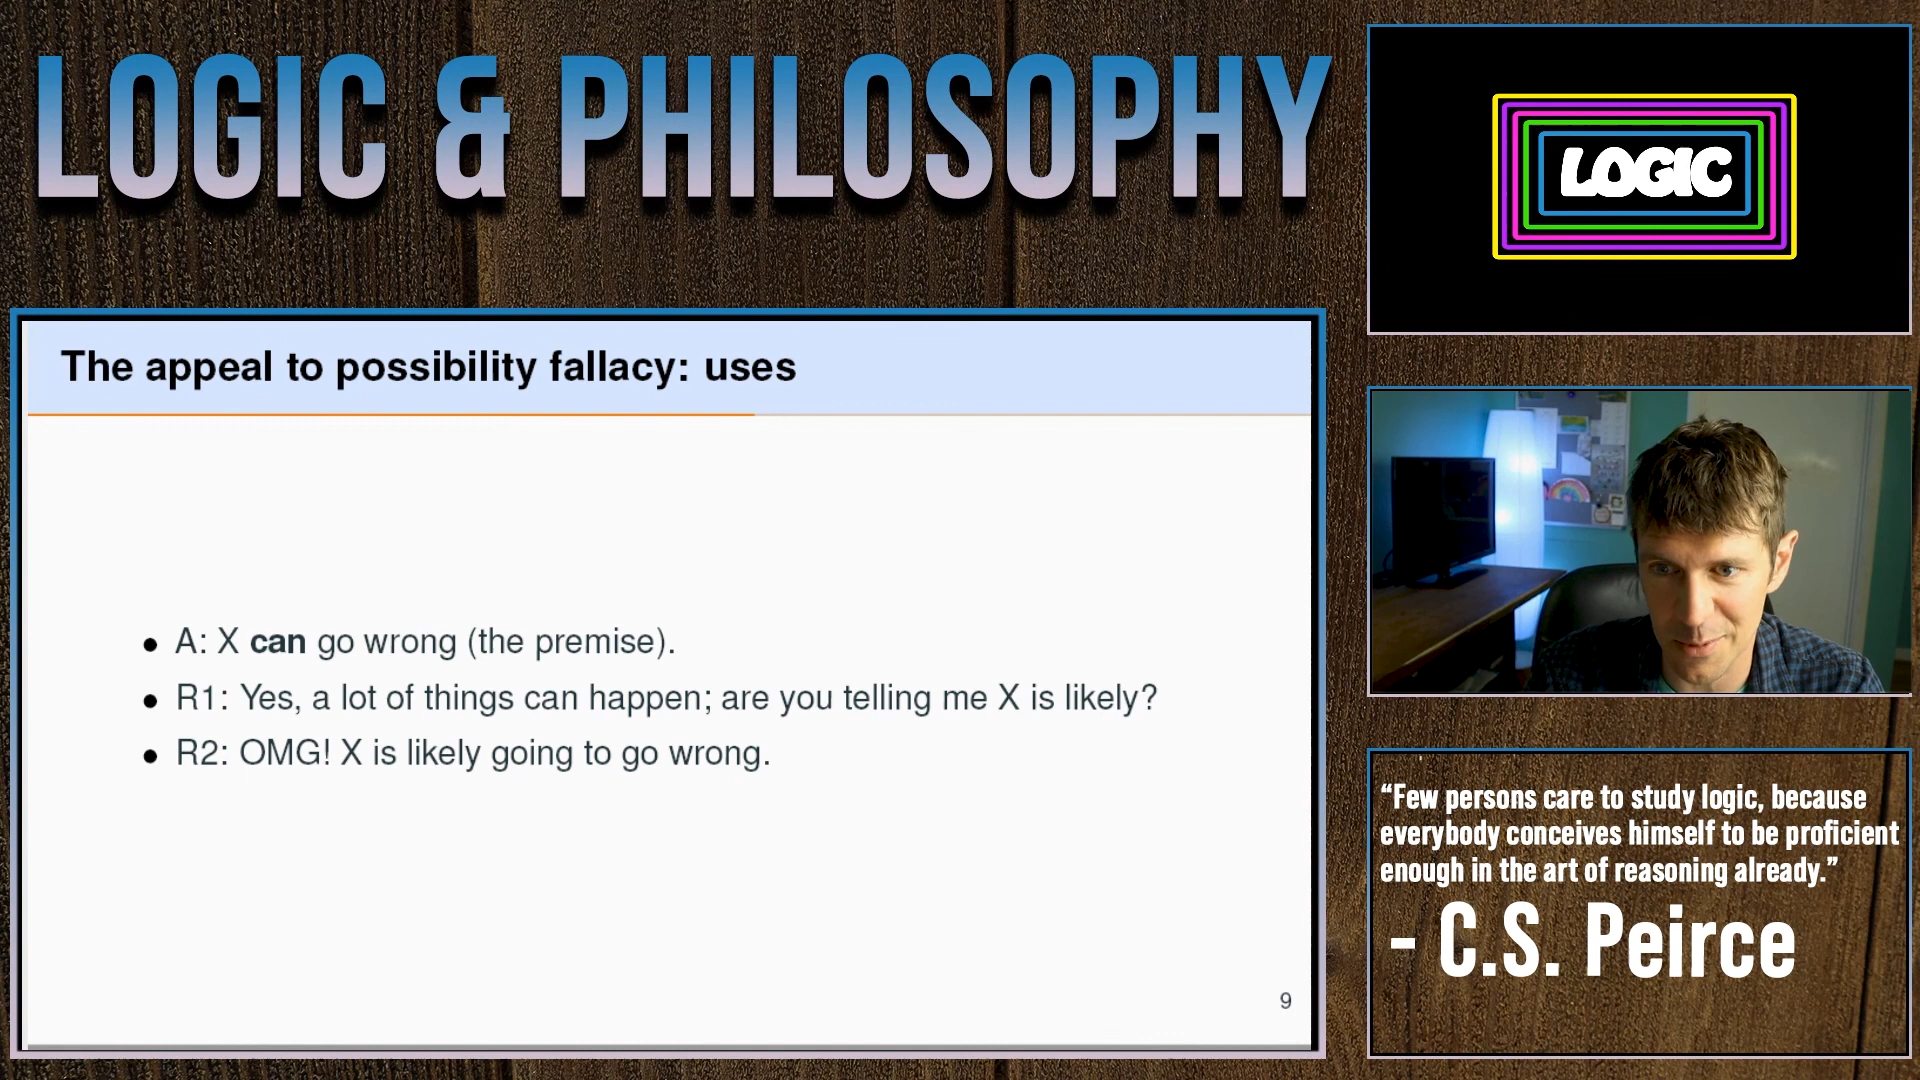 LOGIC & PHILOSOPHY
LOGIC
The appeal to possibility fallacy: uses
• A: X can go wrong (the premise).
• R1: Yes, a lot of things can happen; are you telling me X is likely?
• R2: OMG! X is likely going to go wrong.
9
“Few persons care to study logic, because
everybody conceives himself to be proficient
enough in the art of reasoning already.”
- C.S. Peirce